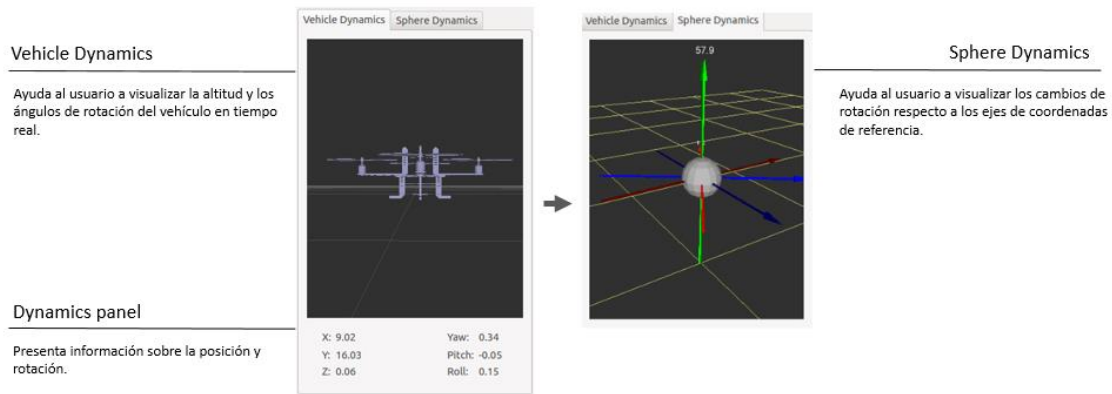 Vehicle Dynamics
Ayuda al usuario a visualizar la altitud y los
ángulos de rotación del vehículo en tiempo
real.
Dynamics panel
Presenta información sobre la posición y
rotación.
Vehicle Dynamics Sphere Dynamics
X: 9.02 Yaw: 0.34
Y: 16.03 Pitch: -0.05
Z: 0.06 Roll: 0.15
Vehicle Dynamics Sphere Dynamics
57.9
Sphere Dynamics
Ayuda al usuario a visualizar los cambios de
rotación respecto a los ejes de coordenadas
de referencia.